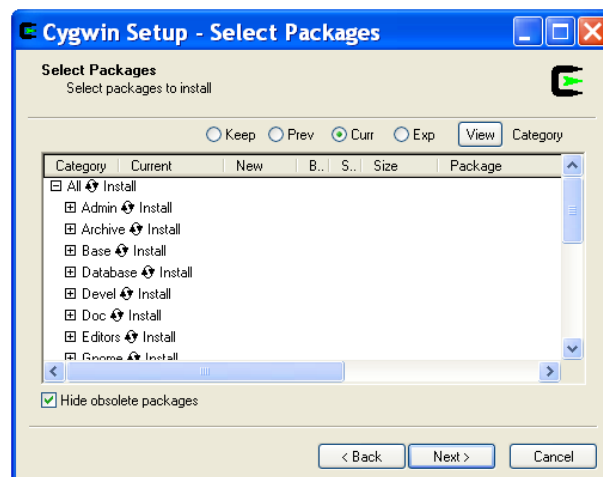 Cygwin Setup - Select Packages
Select Packages
Select packages to install
Keep Prev Curr Exp View Category
Category Current New B.. S.. Size Package
All Install
Admin Install
Archive Install
Base Install
Database Install
Devel Install
Doc Install
Editors Install
Gnome Install
Hide obsolete packages
< Back Next > Cancel